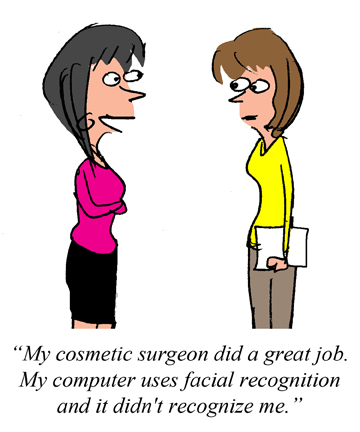 “My cosmetic surgeon did a great job.
My computer uses facial recognition
and it didn't recognize me.”